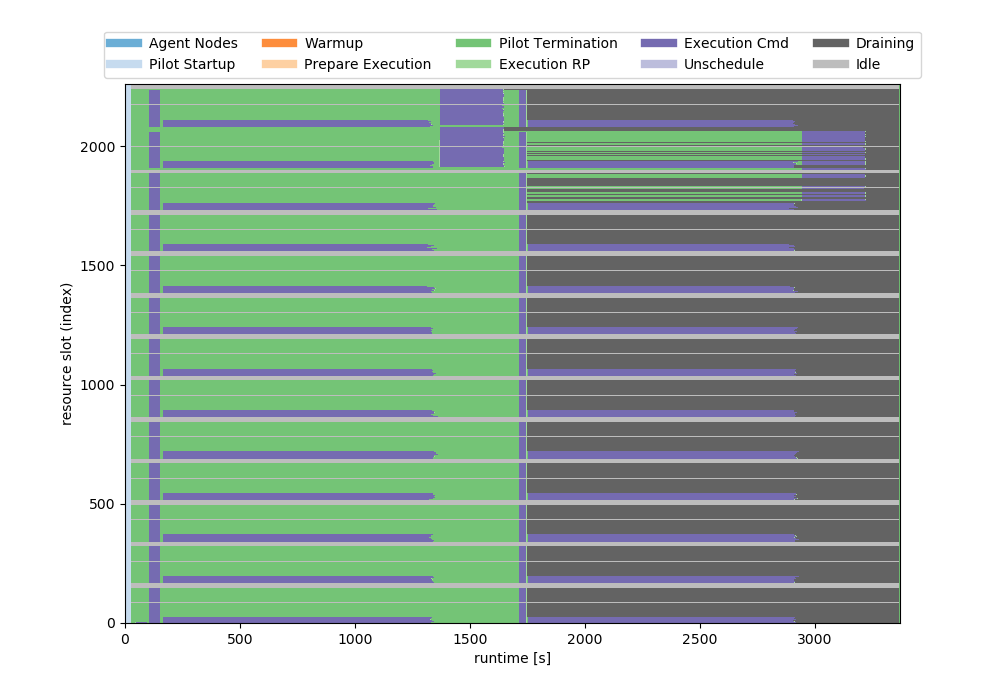 Agent Nodes Warmup Pilot Termination Execution Cmd Draining
Pilot Startup Prepare Execution Execution RP Unschedule Idle
2000
1500
1000
500
0
resource slot (index)
0 500 1000 1500 2000 2500 3000
runtime [s]